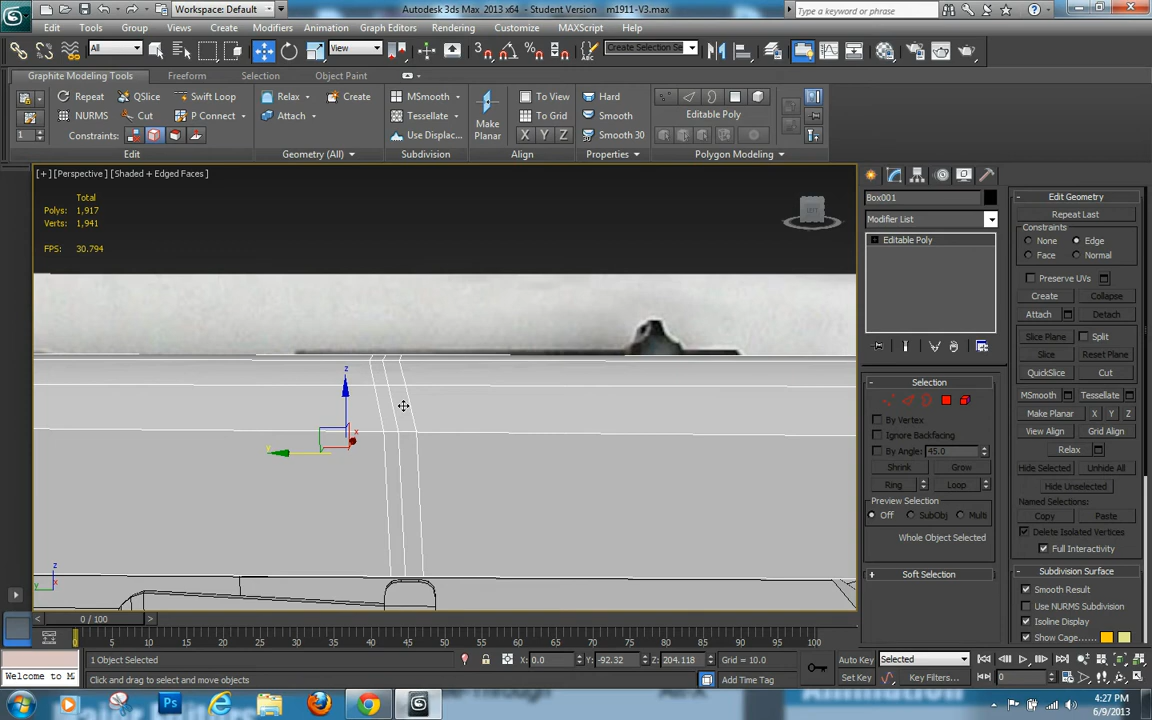 Workspace: Default
Autodesk 3ds Max 2013 x64 - Student Version m1911-V3.max
Type a keyword or phrase
Edit Tools Group Views Create Modifiers Animation Graph Editors Rendering Customize MAXScript Help
All View Create Selection Se
Graphite Modeling Tools Freeform Selection Object Paint
Repeat QSlice Swift Loop Relax Create MSmooth To View Hard
NURMS Cut P Connect Attach Tessellate Make Planar To Grid Smooth Editable Poly
1 Constraints: Use Displac... X Y Z Smooth 30
Edit Geometry (All) Subdivision Align Properties Polygon Modeling
[+] [Perspective] [Shaded + Edged Faces]
Total
Polys: 1,917
Verts: 1,941
FPS: 30.794
z
x
y
z
x
Box001
Modifier List
Editable Poly
Selection
By Vertex
Ignore Backfacing
By Angle: 45.0
Shrink Grow
Ring Loop
Preview Selection
Off SubObj Multi
Whole Object Selected
Soft Selection
Edit Geometry
Repeat Last
Constraints
None Edge
Face Normal
Preserve UVs
Create Collapse
Attach Detach
Slice Plane Split
Slice Reset Plane
QuickSlice Cut
MSmooth Tessellate
Make Planar X Y Z
View Align Grid Align
Relax
Hide Selected Unhide All
Hide Unselected
Named Selections:
Copy Paste
Delete Isolated Vertices
Full Interactivity
Subdivision Surface
Smooth Result
Use NURMS Subdivision
Isoline Display
Show Cage......
0 / 100
0 5 10 15 20 25 30 35 40 45 50 55 60 65 70 75 80 85 90 95 100
1 Object Selected X: 0.0 Y: -92.32 Z: 204.118 Grid = 10.0 Auto Key Selected
Welcome to M Click and drag to select and move objects Add Time Tag Set Key Key Filters... 0
4:27 PM
6/9/2013